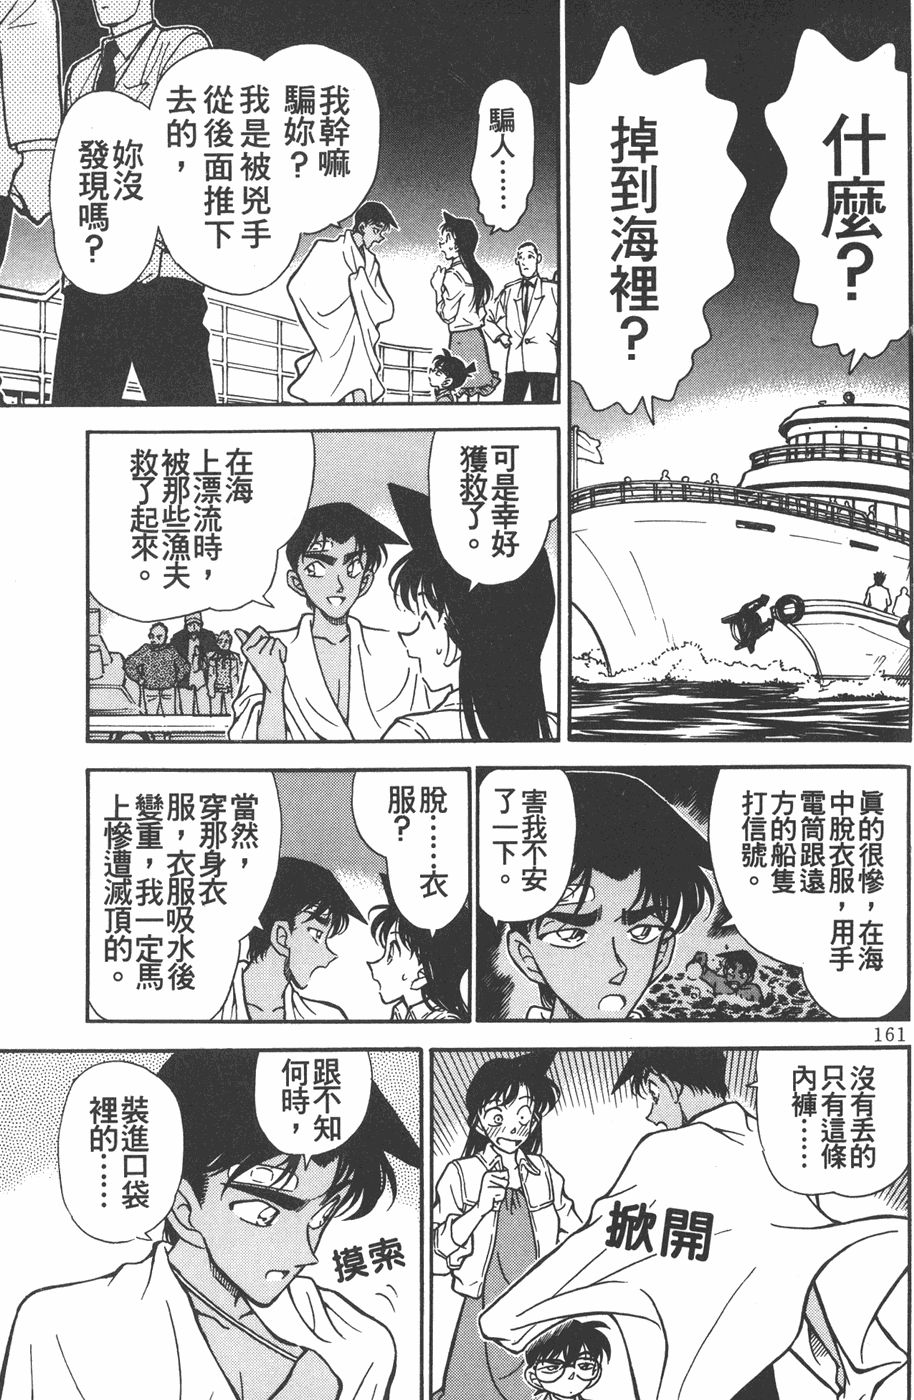 什麼？
掉到海裡？
騙人……
我幹嘛
騙妳？
我是被兇手
從後面推下
去的，
妳沒
發現嗎？
可是幸好
獲救了。
在海
上漂流時，
被那些漁夫
救了起來。
眞的很慘，在海
中脫衣服，用手
電筒跟遠
方的船隻
打信號。
害我不安
了一下。
脫……衣
服？
當然，
穿那身衣
服，衣服吸水後
變重，我一定馬
上慘遭滅頂的。
161
沒有丟的
只有這條
內褲……
掀開
跟不知
何時，
裝進口袋
裡的……
摸索